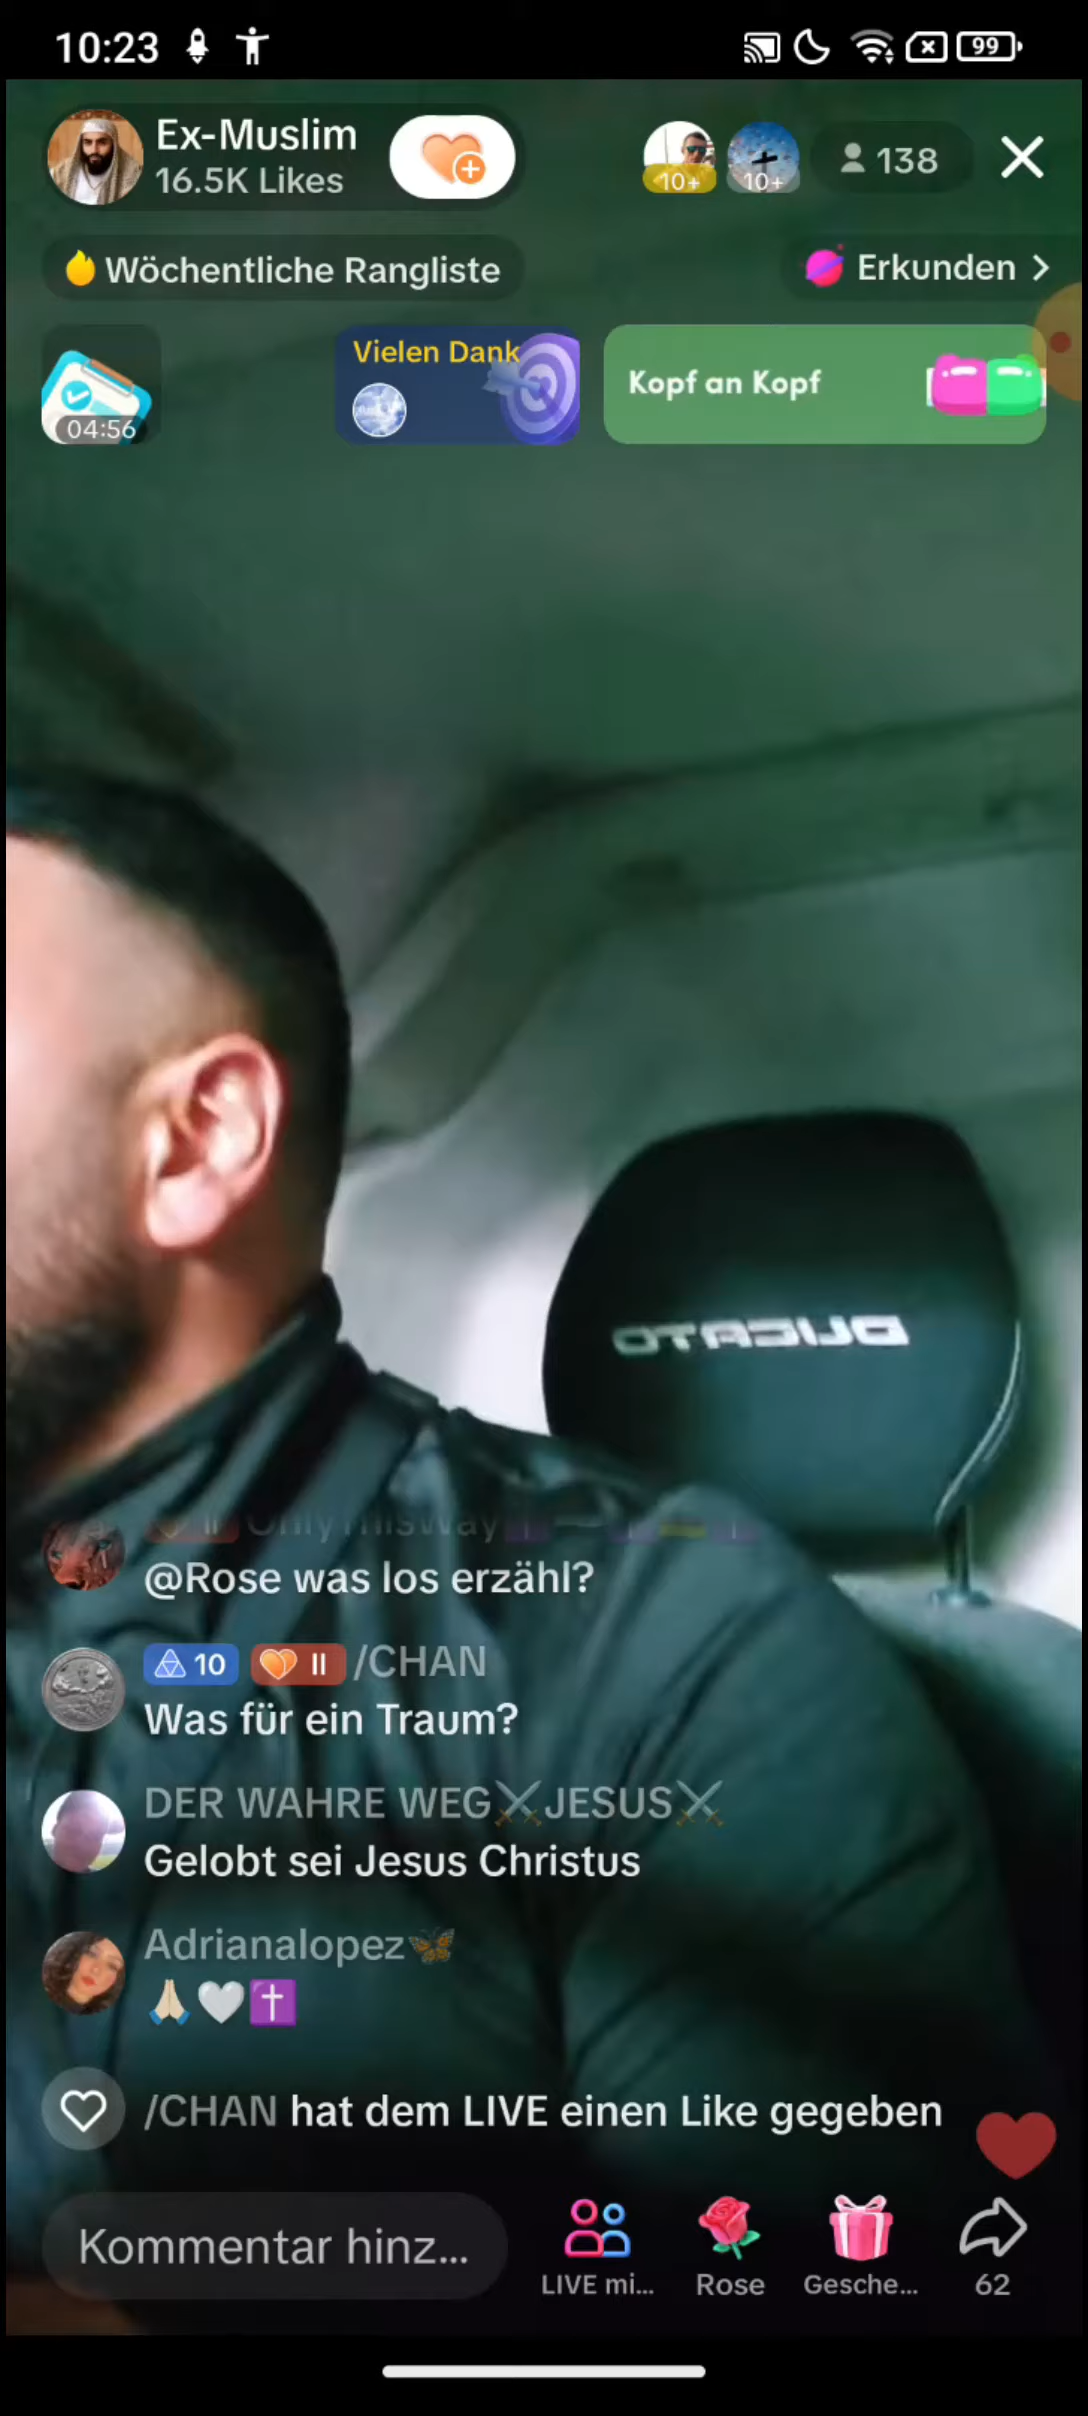 10:23
99
Ex-Muslim
16.5K Likes
10+
10+
138
Wöchentliche Rangliste
Erkunden
Vielen Dank
Kopf an Kopf
04:56
DUCATO
OnlyThisWay
@Rose was los erzähl?
10 II /CHAN
Was für ein Traum?
DER WAHRE WEG⚔JESUS⚔
Gelobt sei Jesus Christus
Adrianalopez🦋
🙏🏼🤍✝️
/CHAN hat dem LIVE einen Like gegeben
Kommentar hinz...
LIVE mi...
Rose
Gesche...
62